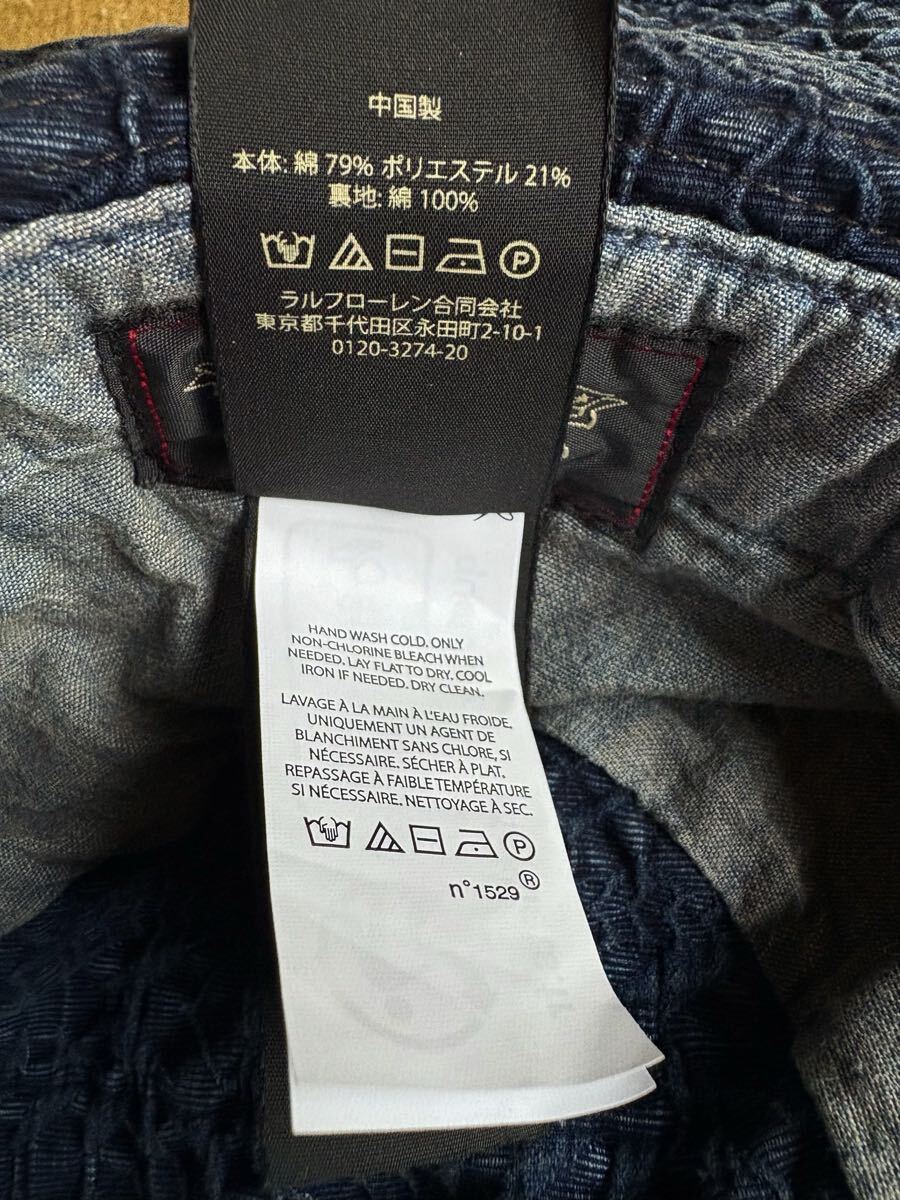 中国製
本体: 綿 79% ポリエステル 21%
裏地: 綿 100%
P
ラルフローレン合同会社
東京都千代田区永田町2-10-1
0120-3274-20
HAND WASH COLD. ONLY
NON-CHLORINE BLEACH WHEN
NEEDED. LAY FLAT TO DRY. COOL
IRON IF NEEDED. DRY CLEAN.
LAVAGE À LA MAIN À L'EAU FROIDE.
UNIQUEMENT UN AGENT DE
BLANCHIMENT SANS CHLORE, SI
NÉCESSAIRE. SÉCHER À PLAT.
REPASSAGE À FAIBLE TEMPÉRATURE
SI NÉCESSAIRE. NETTOYAGE À SEC.
P
n°1529 ®